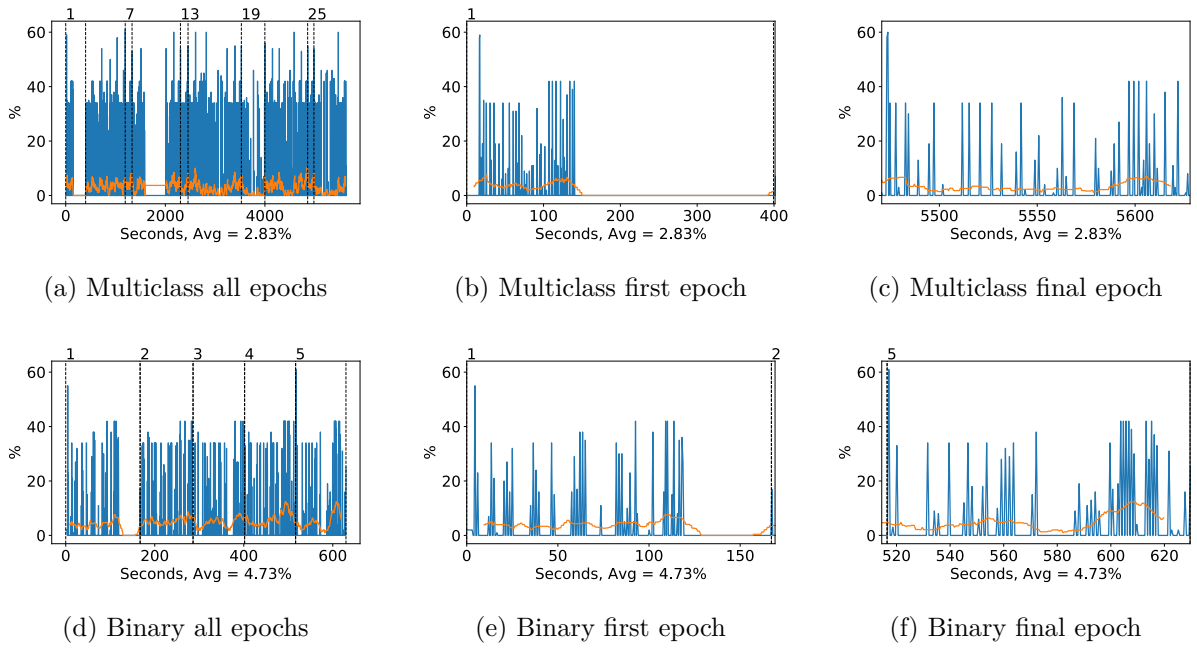 1 7 13 19 25
60
40
20
0
%
0 2000 4000
Seconds, Avg = 2.83%
(a) Multiclass all epochs
1
60
40
20
0
%
0 100 200 300 400
Seconds, Avg = 2.83%
(b) Multiclass first epoch
60
40
20
0
%
5500 5550 5600
Seconds, Avg = 2.83%
(c) Multiclass final epoch
1 2 3 4 5
60
40
20
0
%
0 200 400 600
Seconds, Avg = 4.73%
(d) Binary all epochs
1 2
60
40
20
0
%
0 50 100 150
Seconds, Avg = 4.73%
(e) Binary first epoch
5
60
40
20
0
%
520 540 560 580 600 620
Seconds, Avg = 4.73%
(f) Binary final epoch